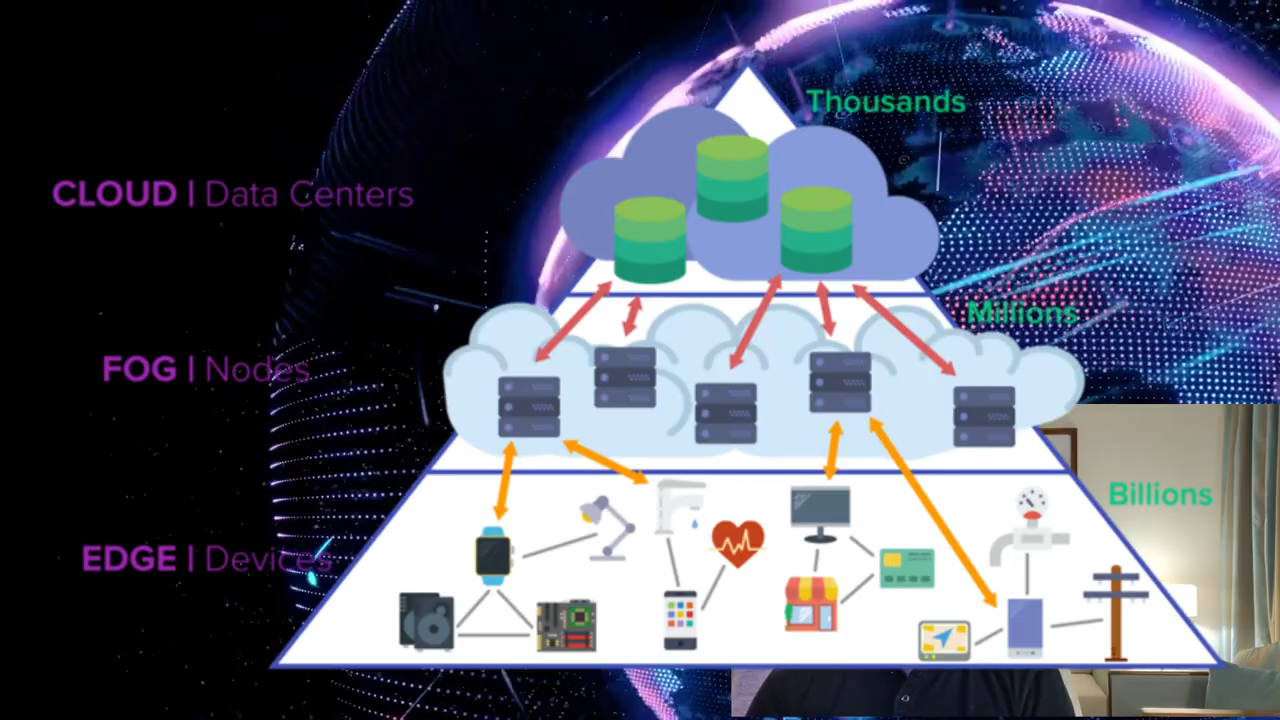 Thousands
CLOUD | Data Centers
Millions
FOG | Nodes
Billions
EDGE | Devices